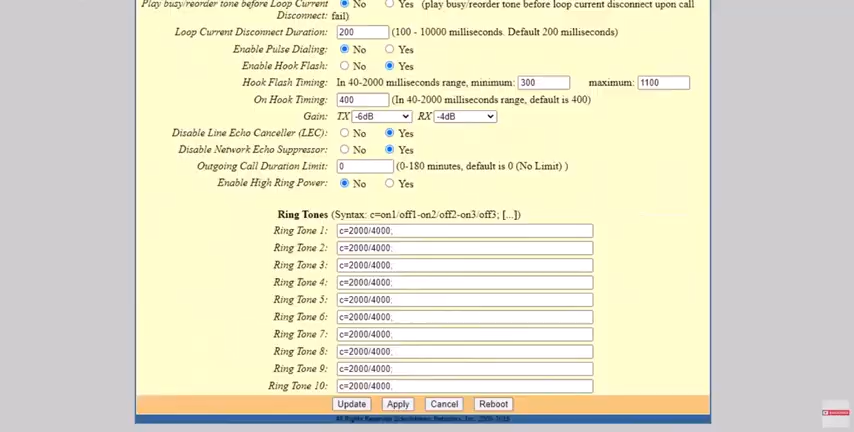 Play busy/reorder tone before Loop Current No Yes (play busy/reorder tone before loop current disconnect upon call
Disconnect: fail)
Loop Current Disconnect Duration: 200 (100 - 10000 milliseconds. Default 200 milliseconds)
Enable Pulse Dialing: No Yes
Enable Hook Flash: No Yes
Hook Flash Timing: In 40-2000 milliseconds range, minimum: 300 maximum: 1100
On Hook Timing: 400 (In 40-2000 milliseconds range, default is 400)
Gain: TX -6dB RX -4dB
Disable Line Echo Canceller (LEC): No Yes
Disable Network Echo Suppressor: No Yes
Outgoing Call Duration Limit: 0 (0-180 minutes, default is 0 (No Limit) )
Enable High Ring Power: No Yes
Ring Tones (Syntax: c=on1/off1-on2/off2-on3/off3; [...])
Ring Tone 1: c=2000/4000;
Ring Tone 2: c=2000/4000;
Ring Tone 3: c=2000/4000;
Ring Tone 4: c=2000/4000;
Ring Tone 5: c=2000/4000;
Ring Tone 6: c=2000/4000;
Ring Tone 7: c=2000/4000;
Ring Tone 8: c=2000/4000;
Ring Tone 9: c=2000/4000;
Ring Tone 10: c=2000/4000;
Update Apply Cancel Reboot
All Rights Reserved